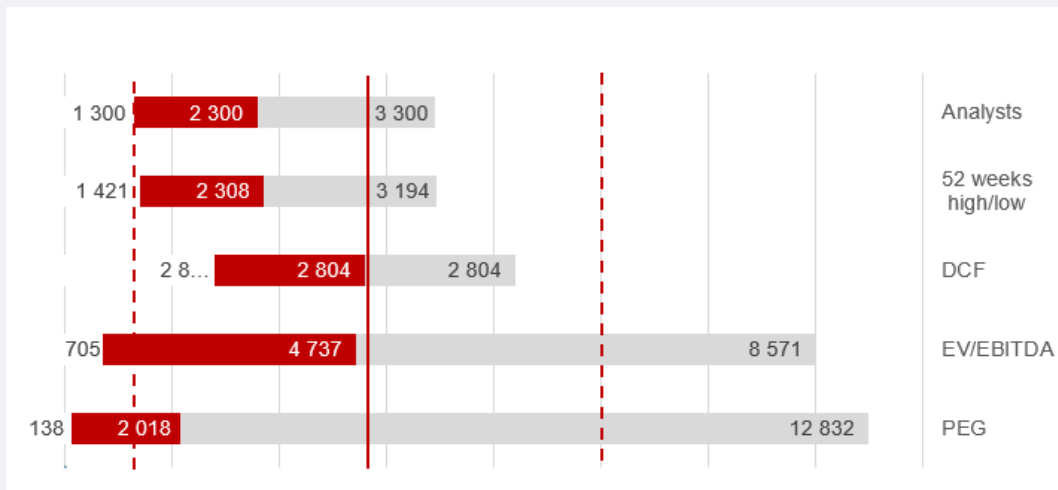 1 300 2 300 3 300 Analysts
1 421 2 308 3 194 52 weeks
high/low
2 8... 2 804 2 804 DCF
705 4 737 8 571 EV/EBITDA
138 2 018 12 832 PEG